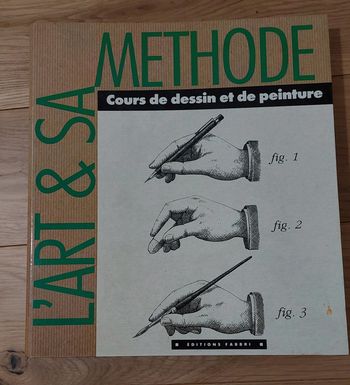 L'ART & SA
METHODE
Cours de dessin et de peinture
fig. 1
fig. 2
fig. 3
EDITIONS FABBRI